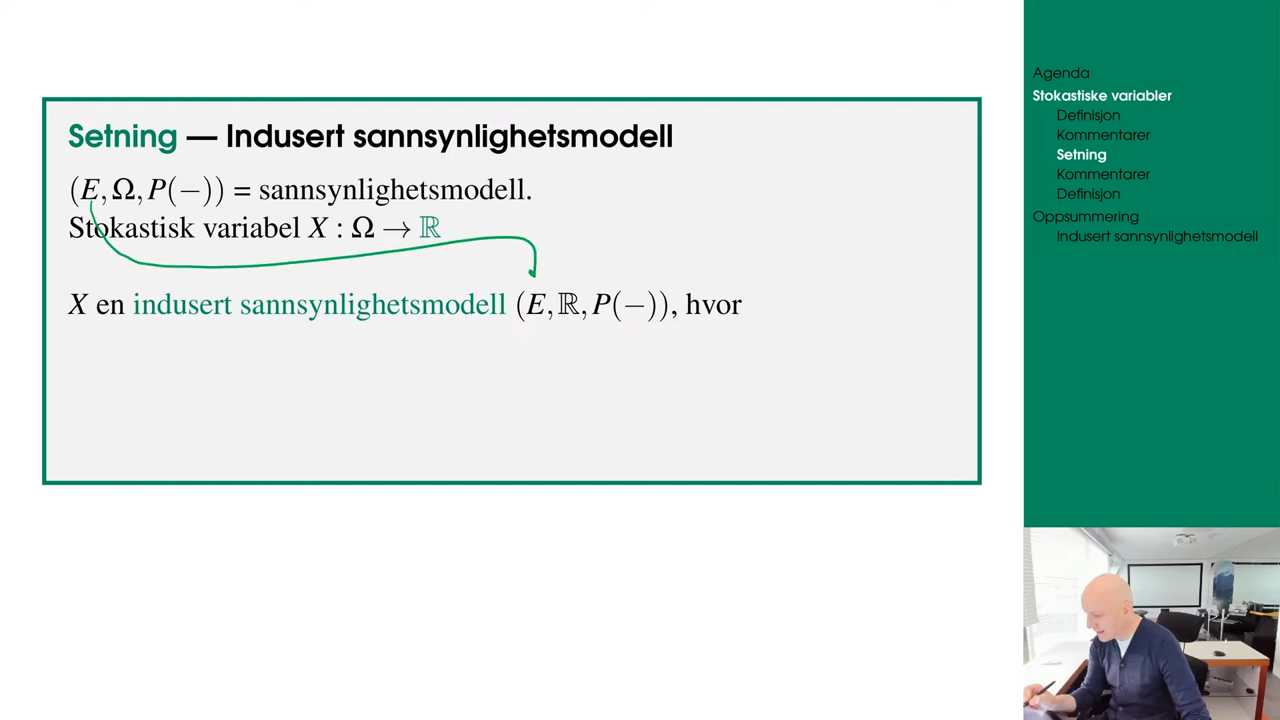 Setning — Indusert sannsynlighetsmodell
(E, Ω, P(−)) = sannsynlighetsmodell.
Stokastisk variabel X : Ω → ℝ
X en indusert sannsynlighetsmodell (E, ℝ, P(−)), hvor
Agenda
Stokastiske variabler
Definisjon
Kommentarer
Setning
Kommentarer
Definisjon
Oppsummering
Indusert sannsynlighetsmodell